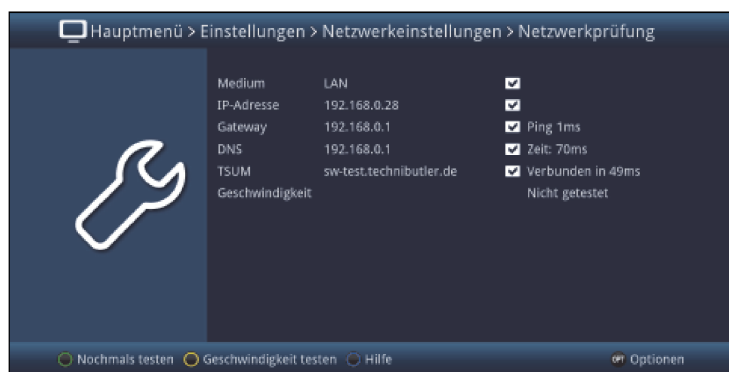 Hauptmenü > Einstellungen > Netzwerkeinstellungen > Netzwerkprüfung
Medium LAN
IP-Adresse 192.168.0.28
Gateway 192.168.0.1 Ping 1ms
DNS 192.168.0.1 Zeit: 70ms
TSUM sw-test.technibutler.de Verbunden in 49ms
Geschwindigkeit Nicht getestet
Nochmals testen Geschwindigkeit testen Hilfe OPT Optionen